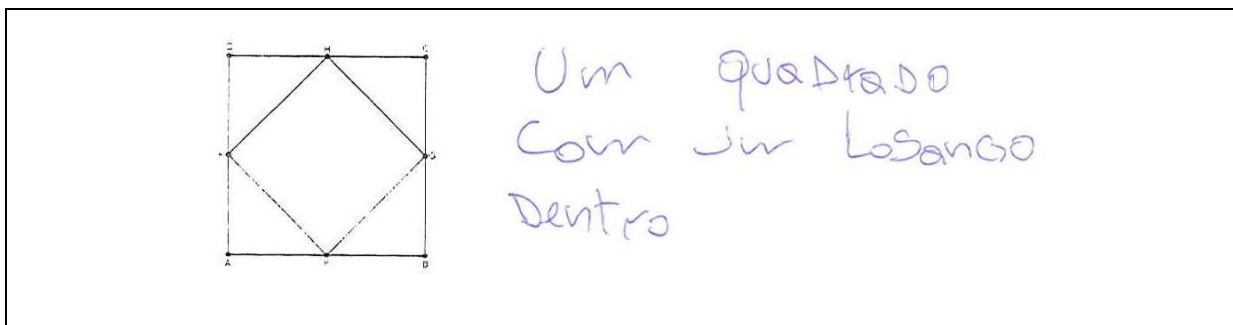 H
A
B
Um quaDraDo
Com um LosanGo
Dentro